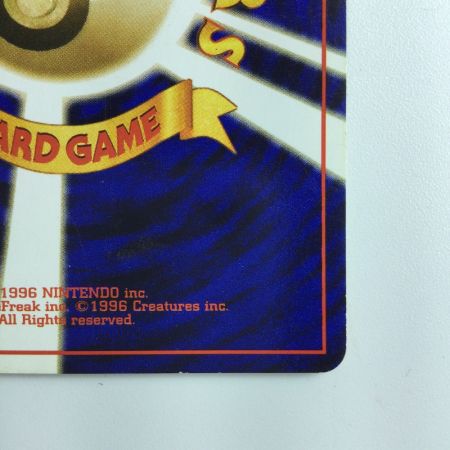 S
ARD GAME
1996 NINTENDO inc.
Freak inc. ©1996 Creatures inc.
All Rights reserved.